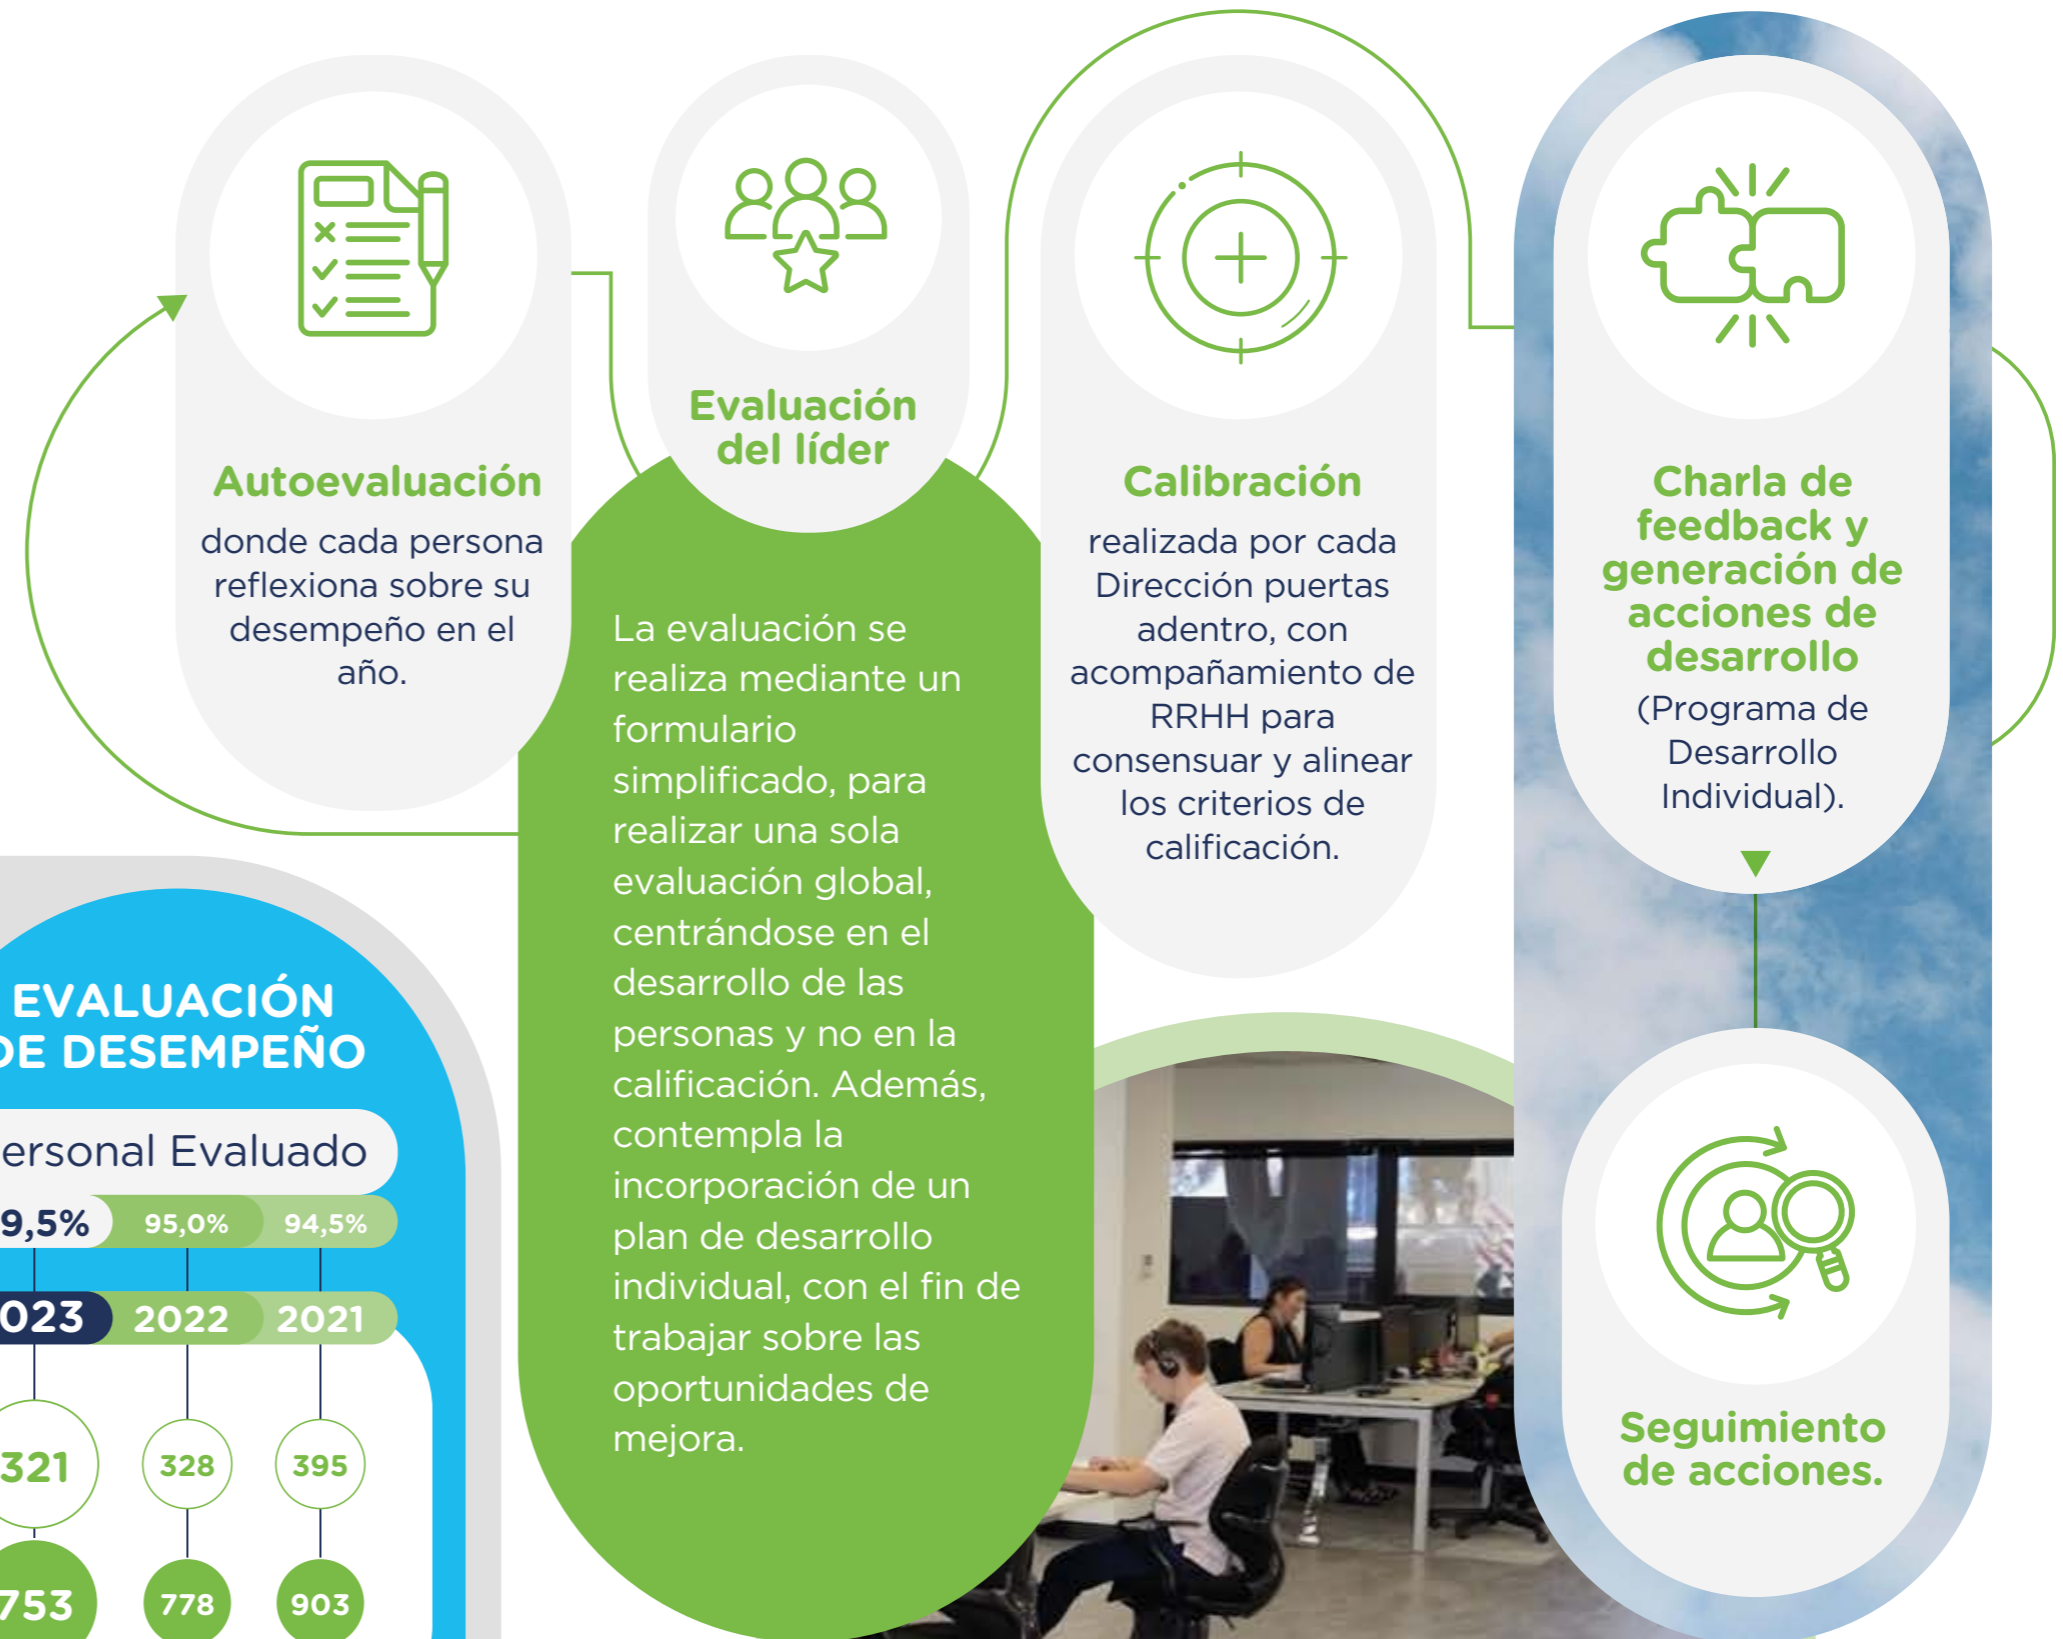 Autoevaluación
donde cada persona
reflexiona sobre su
desempeño en el
año.
Evaluación
del líder
La evaluación se
realiza mediante un
formulario
simplificado, para
realizar una sola
evaluación global,
centrándose en el
desarrollo de las
personas y no en la
calificación. Además,
contempla la
incorporación de un
plan de desarrollo
individual, con el fin de
trabajar sobre las
oportunidades de
mejora.
Calibración
realizada por cada
Dirección puertas
adentro, con
acompañamiento de
RRHH para
consensuar y alinear
los criterios de
calificación.
Charla de
feedback y
generación de
acciones de
desarrollo
(Programa de
Desarrollo
Individual).
Seguimiento
de acciones.
EVALUACIÓN
DE DESEMPEÑO
ersonal Evaluado
9,5% 95,0% 94,5%
023 2022 2021
321 328 395
753 778 903